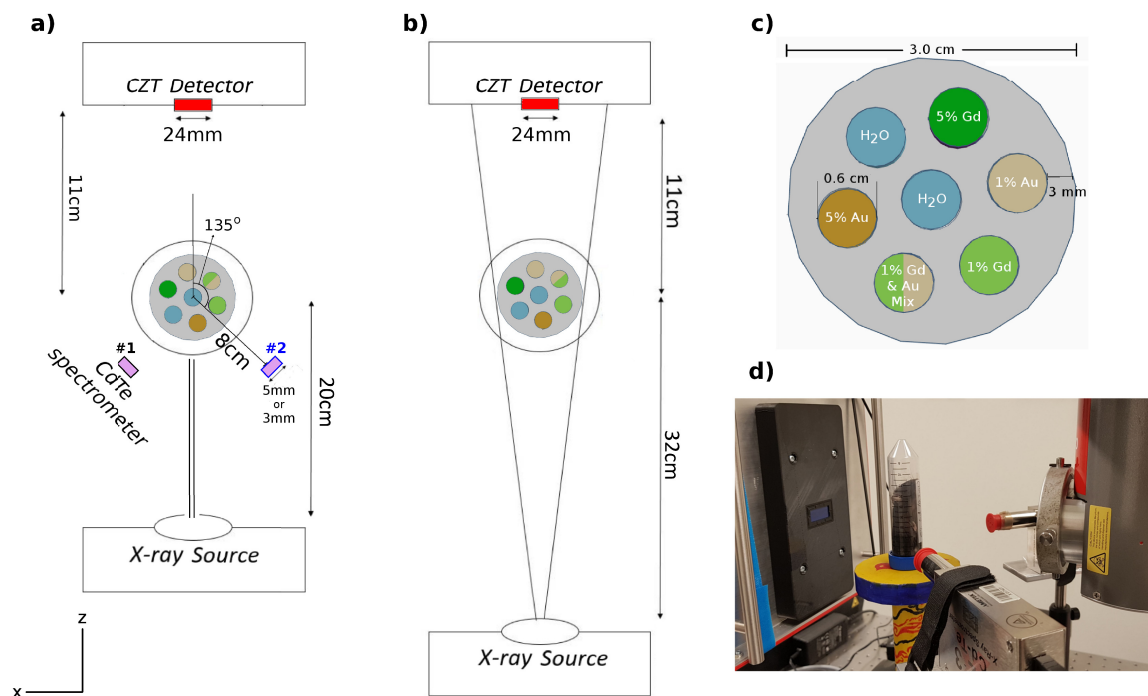 a)
CZT Detector
24mm
11cm
135°
8cm
#1
#2
CdTe
spectrometer
5mm
or
3mm
20cm
X-ray Source
z
x
b)
CZT Detector
24mm
11cm
32cm
X-ray Source
c)
3.0 cm
5% Gd
H2O
1% Au
3 mm
0.6 cm
5% Au
H2O
1% Gd
1% Gd
& Au
Mix
d)